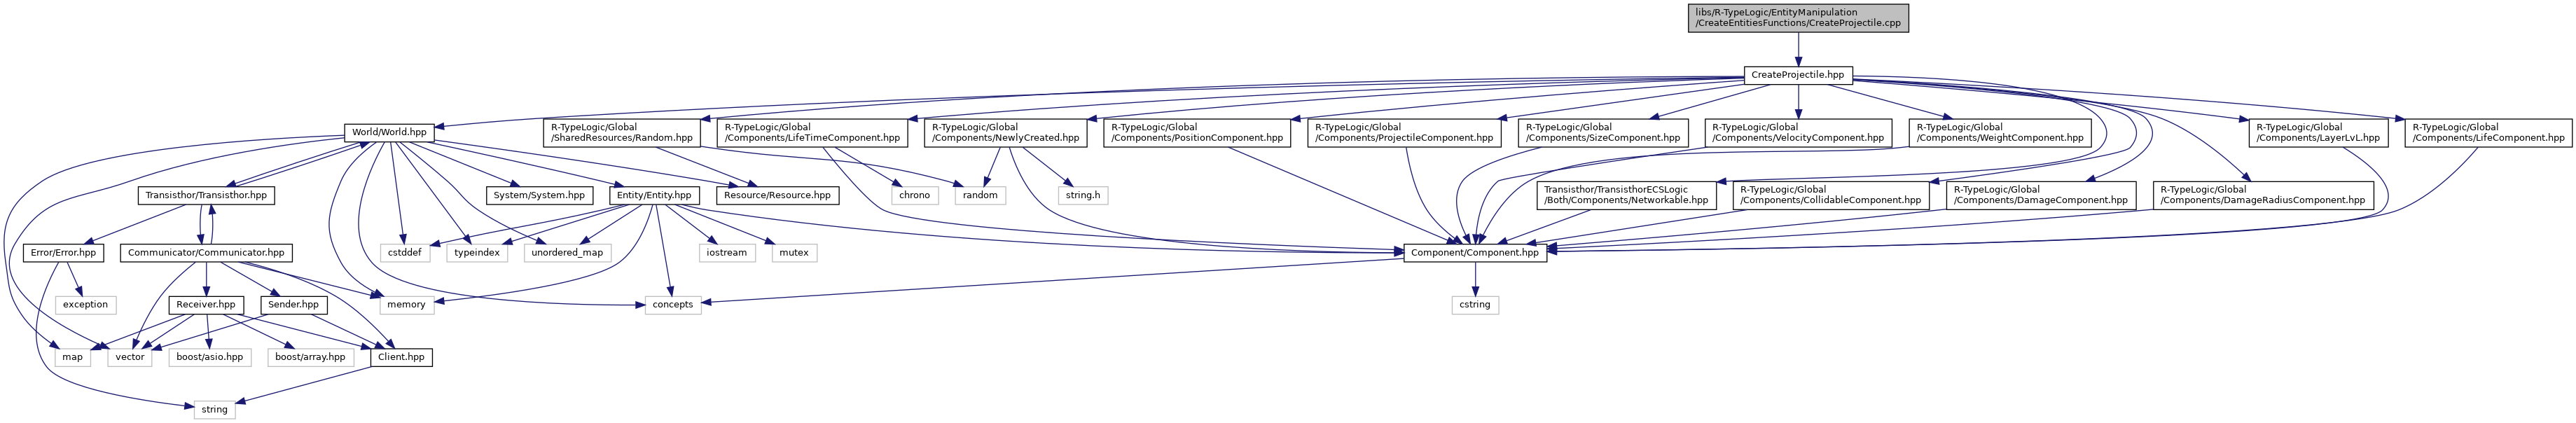 libs/R-TypeLogic/EntityManipulation
/CreateEntitiesFunctions/CreateProjectile.cpp
CreateProjectile.hpp
World/World.hpp
R-TypeLogic/Global
/SharedResources/Random.hpp
R-TypeLogic/Global
/Components/LifeTimeComponent.hpp
R-TypeLogic/Global
/Components/NewlyCreated.hpp
R-TypeLogic/Global
/Components/PositionComponent.hpp
R-TypeLogic/Global
/Components/ProjectileComponent.hpp
R-TypeLogic/Global
/Components/SizeComponent.hpp
R-TypeLogic/Global
/Components/VelocityComponent.hpp
R-TypeLogic/Global
/Components/WeightComponent.hpp
R-TypeLogic/Global
/Components/LayerLvL.hpp
R-TypeLogic/Global
/Components/LifeComponent.hpp
Transisthor/Transisthor.hpp
System/System.hpp
Entity/Entity.hpp
Resource/Resource.hpp
chrono
random
string.h
Transisthor/TransisthorECSLogic
/Both/Components/Networkable.hpp
R-TypeLogic/Global
/Components/CollidableComponent.hpp
R-TypeLogic/Global
/Components/DamageComponent.hpp
R-TypeLogic/Global
/Components/DamageRadiusComponent.hpp
Error/Error.hpp
Communicator/Communicator.hpp
cstddef
typeindex
unordered_map
iostream
mutex
Component/Component.hpp
exception
Receiver.hpp
Sender.hpp
memory
concepts
cstring
map
vector
boost/asio.hpp
boost/array.hpp
Client.hpp
string